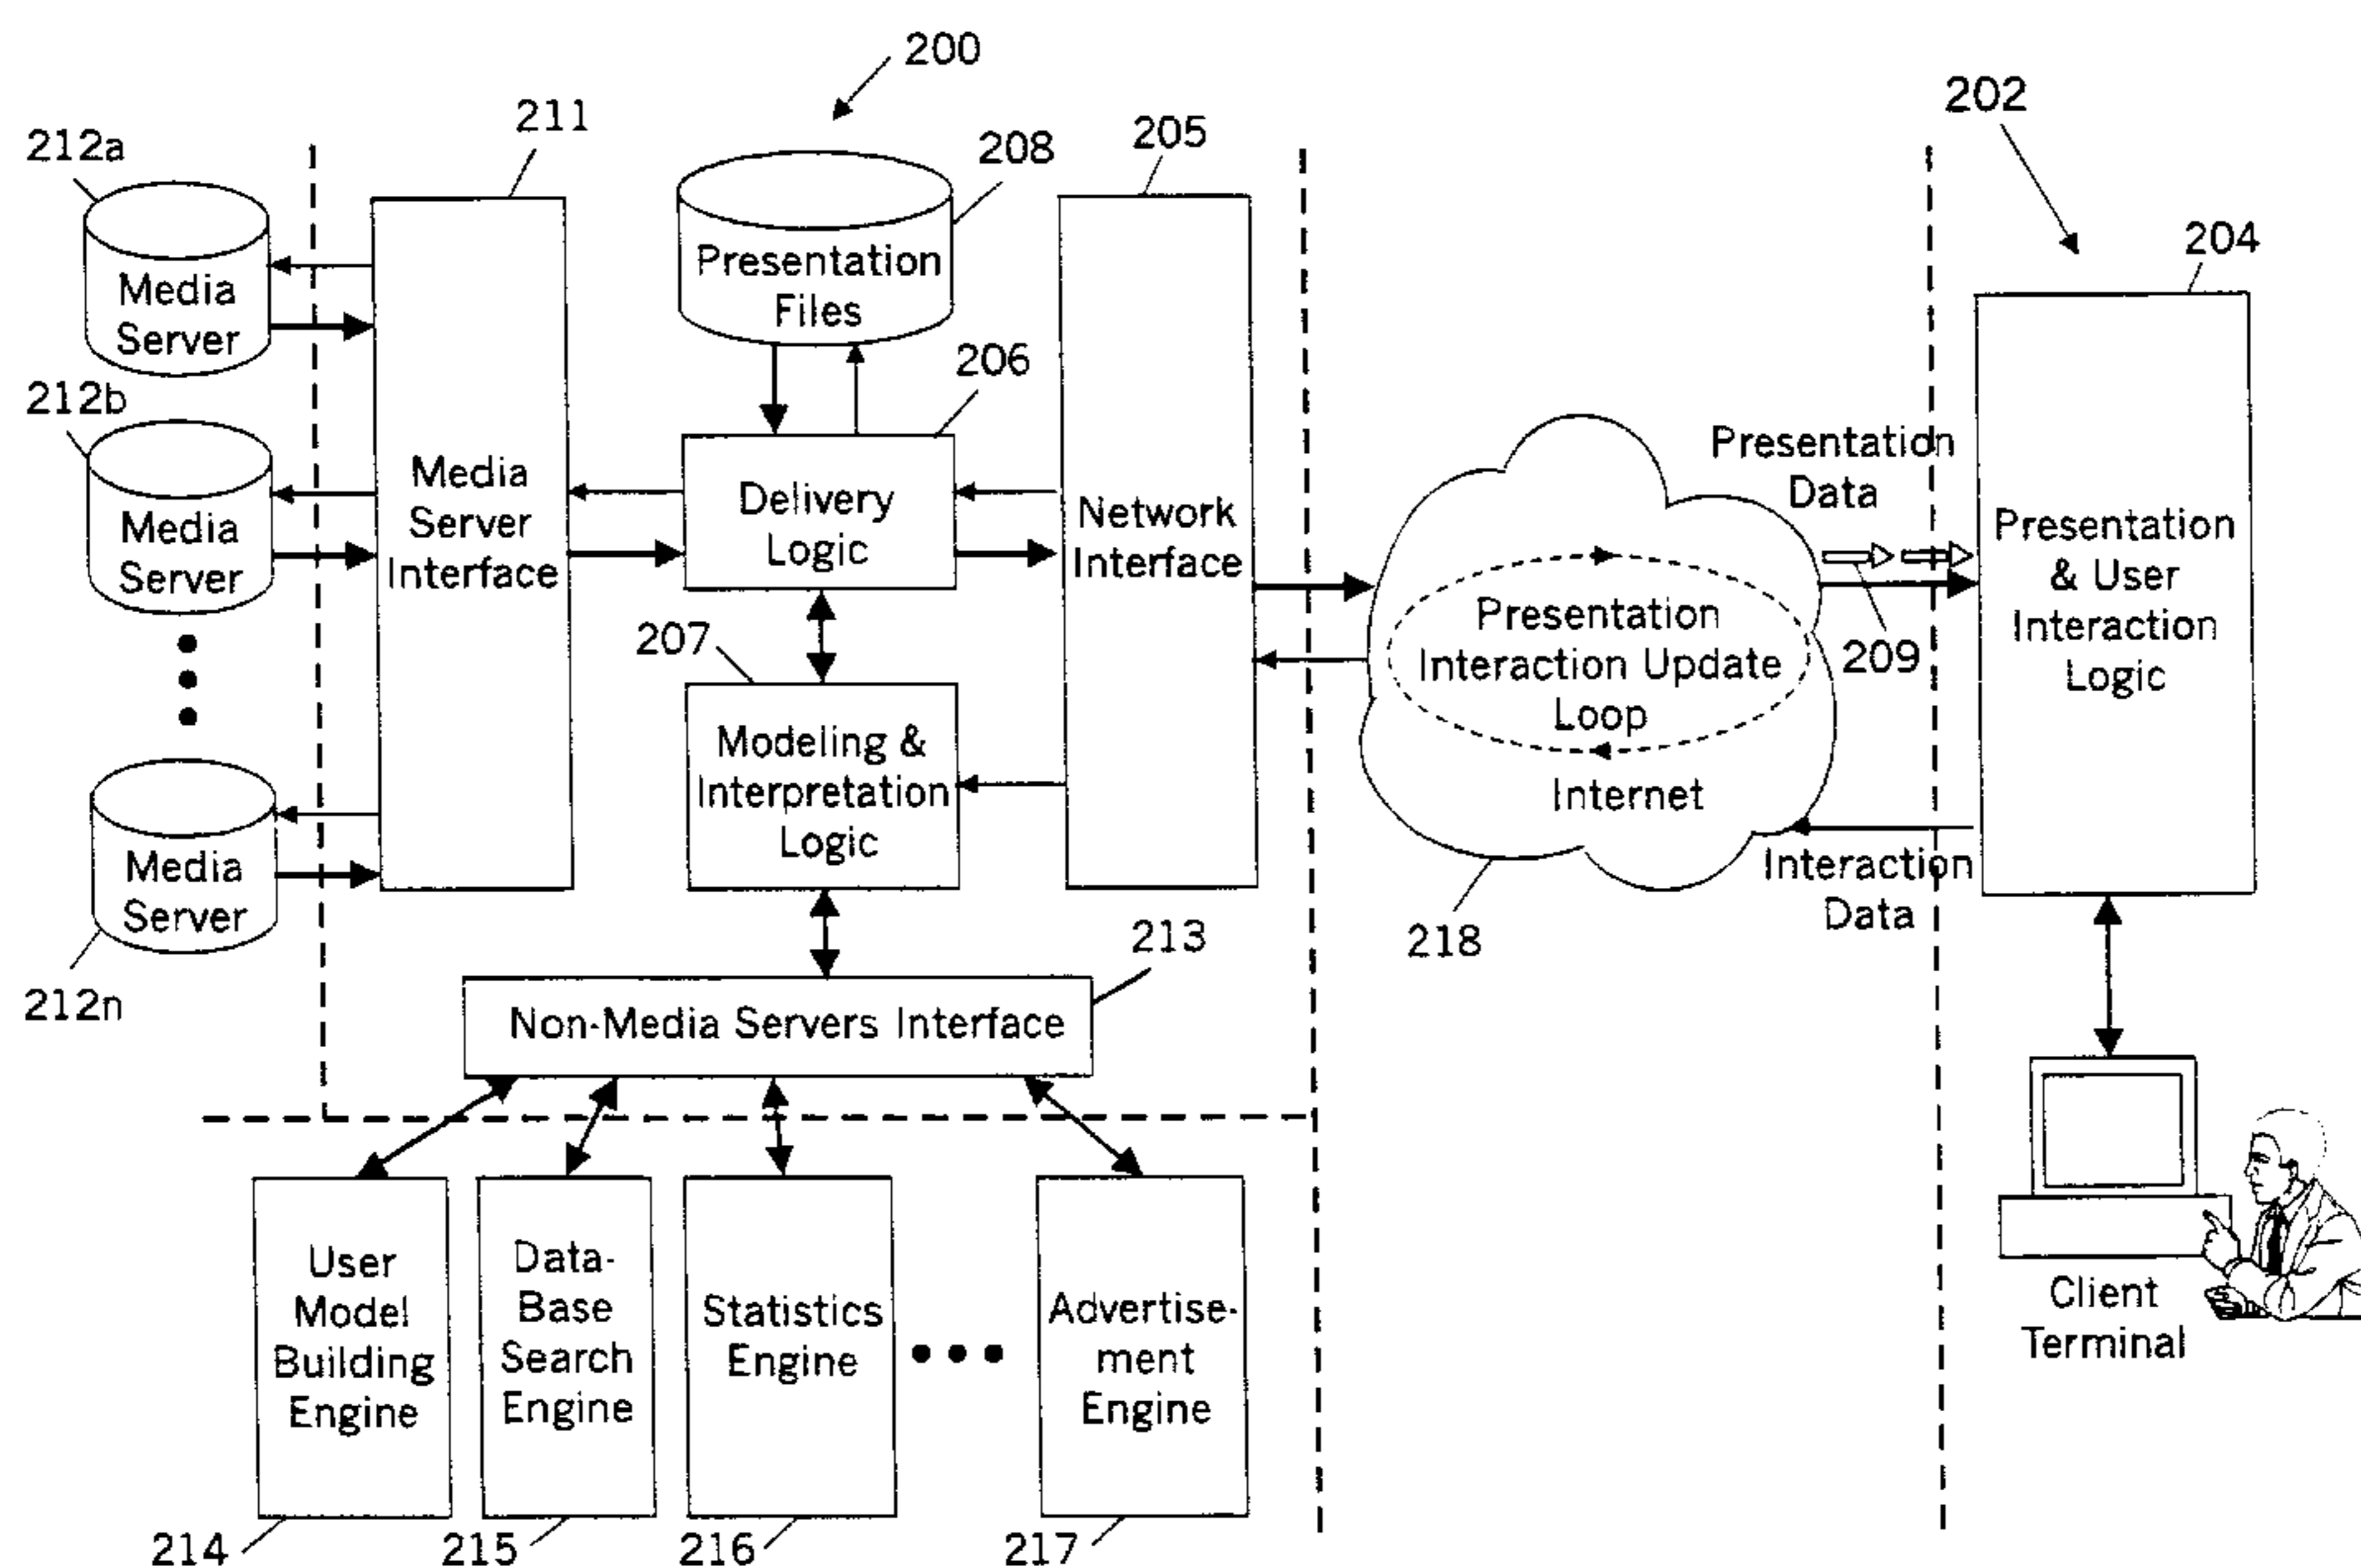 200
202
211
205
212a
208
204
Presentation
Files
Media
Server
206
212b
Presentation
Data
Media
Server
Interface
Delivery
Logic
Network
Interface
Presentation
& User
Interaction
Logic
Media
Server
Presentation
Interaction Update
Loop
207
209
Modeling &
Interpretation
Logic
Internet
Media
Server
Interaction
Data
218
213
212n
Non-Media Servers Interface
User
Model
Building
Engine
Data-
Base
Search
Engine
Statistics
Engine
Advertise-
ment
Engine
Client
Terminal
214
215
216
217